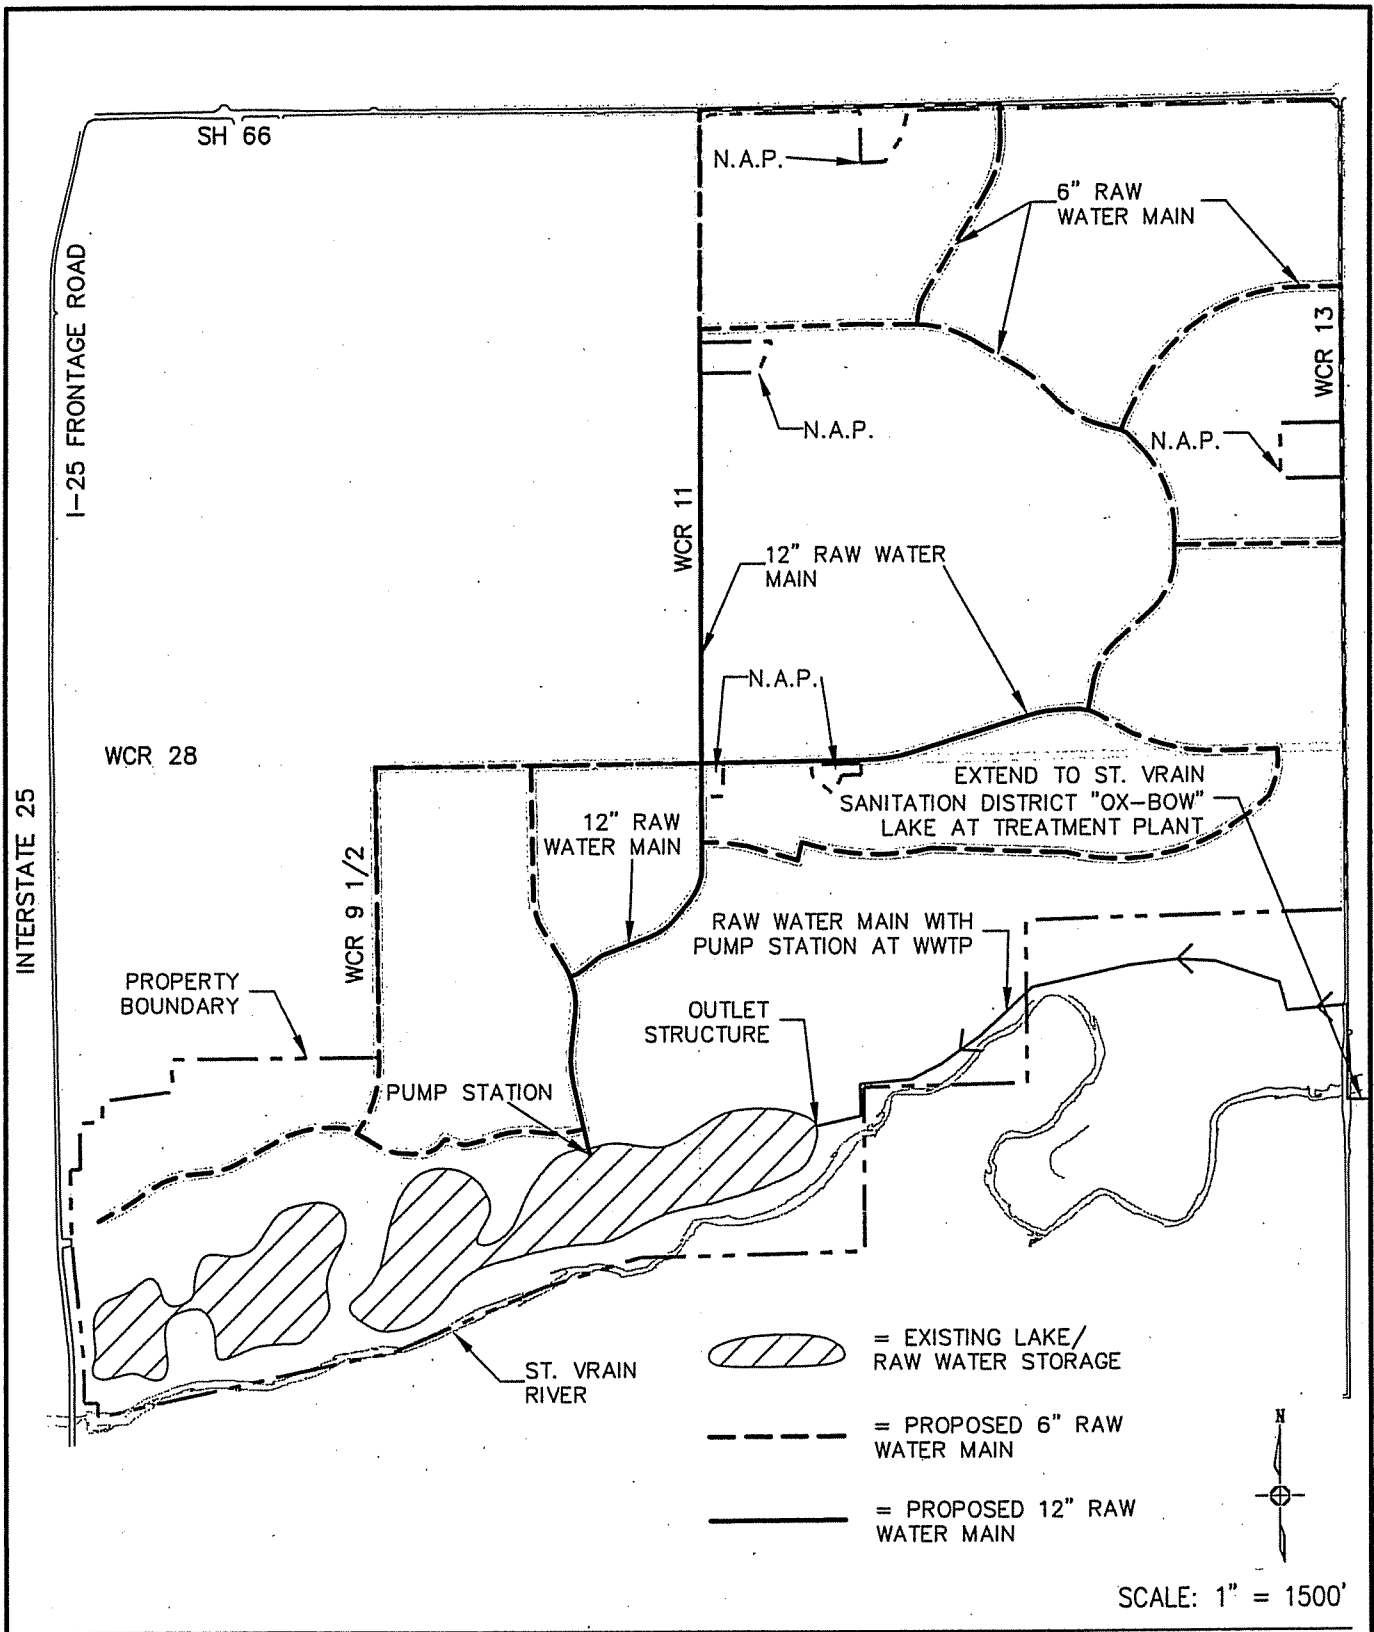 SH 66
N.A.P.
6" RAW
WATER MAIN
I-25 FRONTAGE ROAD
WCR 13
N.A.P.
N.A.P.
WCR 11
12" RAW WATER
MAIN
N.A.P.
WCR 28
EXTEND TO ST. VRAIN
SANITATION DISTRICT "OX-BOW"
LAKE AT TREATMENT PLANT
INTERSTATE 25
12" RAW
WATER MAIN
WCR 9 1/2
RAW WATER MAIN WITH
PUMP STATION AT WWTP
PROPERTY
BOUNDARY
OUTLET
STRUCTURE
PUMP STATION
ST. VRAIN
RIVER
= EXISTING LAKE/
RAW WATER STORAGE
= PROPOSED 6" RAW
WATER MAIN
= PROPOSED 12" RAW
WATER MAIN
N
SCALE: 1" = 1500'